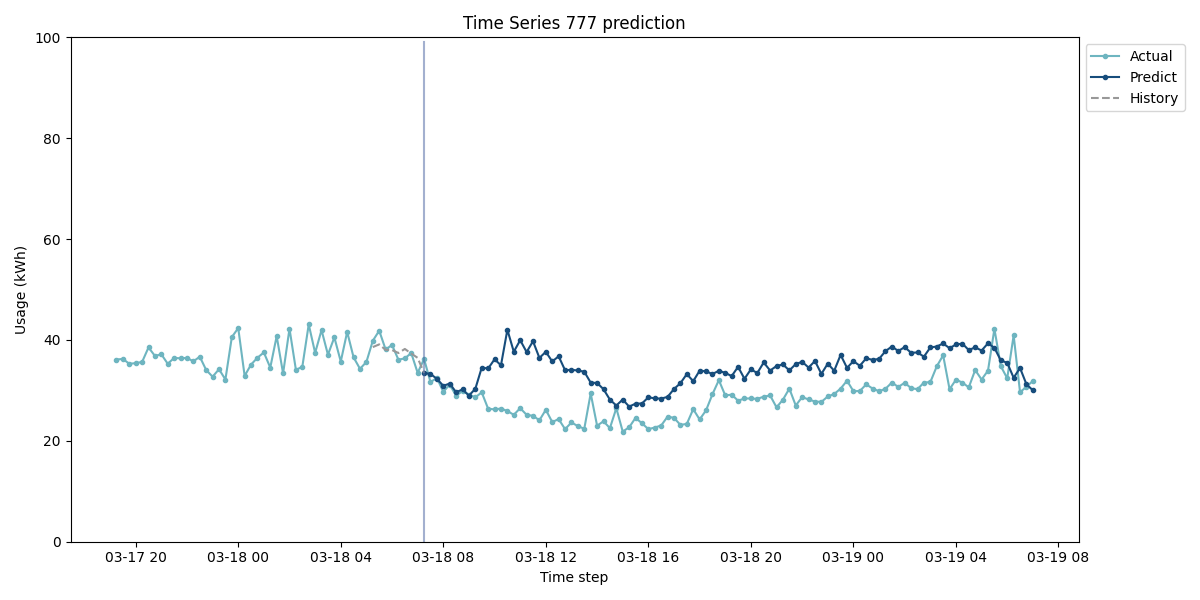 Time Series 777 prediction
Usage (kWh)
100
80
60
40
20
0
03-17 20
03-18 00
03-18 04
03-18 08
03-18 12
03-18 16
03-18 20
03-19 00
03-19 04
03-19 08
Time step
Actual
Predict
History